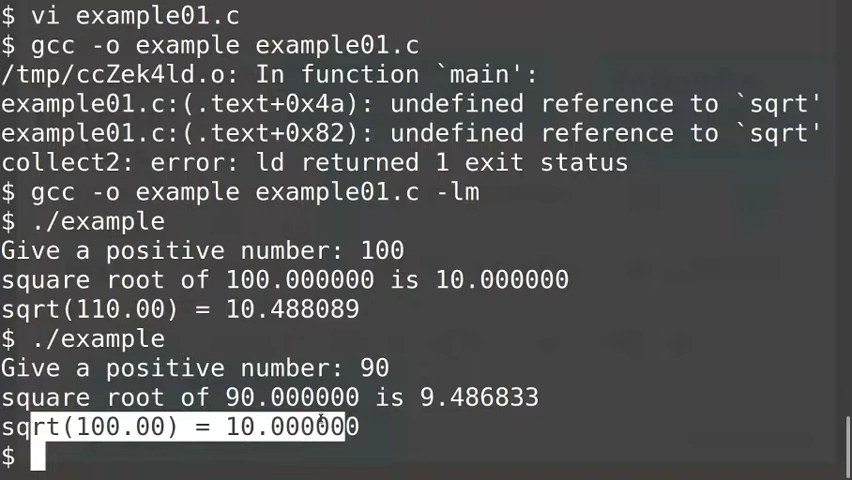 $ vi example01.c
$ gcc -o example example01.c
/tmp/ccZek4ld.o: In function `main':
example01.c:(.text+0x4a): undefined reference to `sqrt'
example01.c:(.text+0x82): undefined reference to `sqrt'
collect2: error: ld returned 1 exit status
$ gcc -o example example01.c -lm
$ ./example
Give a positive number: 100
square root of 100.000000 is 10.000000
sqrt(110.00) = 10.488089
$ ./example
Give a positive number: 90
square root of 90.000000 is 9.486833
sqrt(100.00) = 10.000000
$